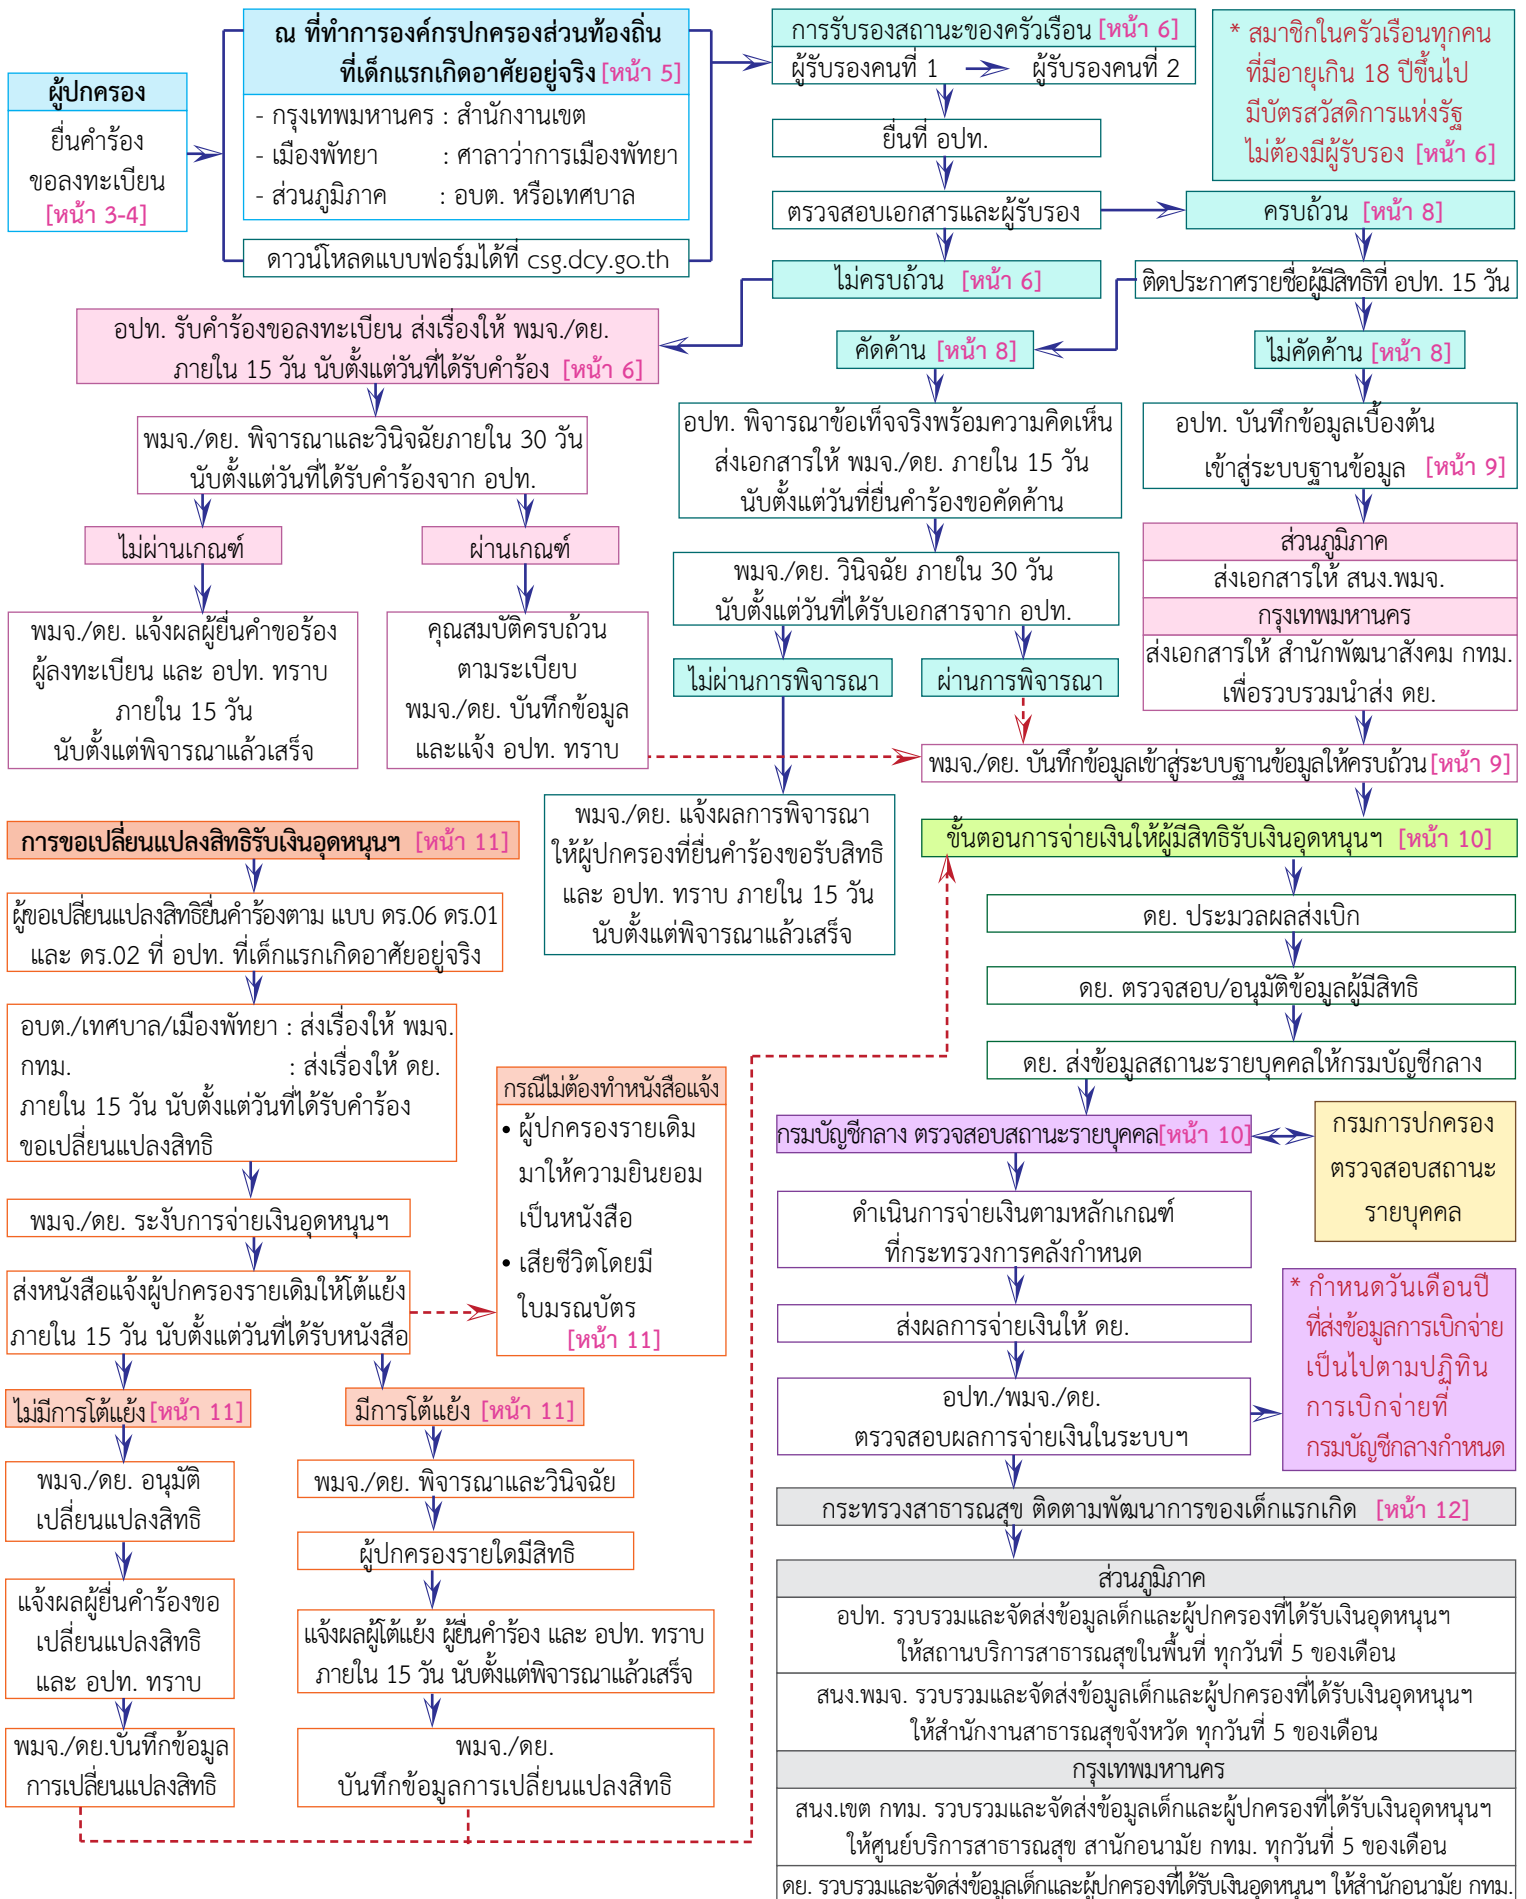 ผู้ปกครอง
ยื่นคำร้อง
ขอลงทะเบียน
[หน้า 3-4]
ณ ที่ทำการองค์กรปกครองส่วนท้องถิ่น
ที่เด็กแรกเกิดอาศัยอยู่จริง [หน้า 5]
- กรุงเทพมหานคร : สำนักงานเขต
- เมืองพัทยา : ศาลาว่าการเมืองพัทยา
- ส่วนภูมิภาค : อบต. หรือเทศบาล
ดาวน์โหลดแบบฟอร์มได้ที่ csg.dcy.go.th
การรับรองสถานะของครัวเรือน [หน้า 6]
ผู้รับรองคนที่ 1 ผู้รับรองคนที่ 2
ยื่นที่ อปท.
ตรวจสอบเอกสารและผู้รับรอง
* สมาชิกในครัวเรือนทุกคน
ที่มีอายุเกิน 18 ปีขึ้นไป
มีบัตรสวัสดิการแห่งรัฐ
ไม่ต้องมีผู้รับรอง [หน้า 6]
ครบถ้วน [หน้า 8]
ไม่ครบถ้วน [หน้า 6]
ติดประกาศรายชื่อผู้มีสิทธิที่ อปท. 15 วัน
อปท. รับคำร้องขอลงทะเบียน ส่งเรื่องให้ พมจ./ดย.
ภายใน 15 วัน นับตั้งแต่วันที่ได้รับคำร้อง [หน้า 6]
คัดค้าน [หน้า 8]
ไม่คัดค้าน [หน้า 8]
พมจ./ดย. พิจารณาและวินิจฉัยภายใน 30 วัน
นับตั้งแต่วันที่ได้รับคำร้องจาก อปท.
อปท. พิจารณาข้อเท็จจริงพร้อมความคิดเห็น
ส่งเอกสารให้ พมจ./ดย. ภายใน 15 วัน
นับตั้งแต่วันที่ยื่นคำร้องขอคัดค้าน
อปท. บันทึกข้อมูลเบื้องต้น
เข้าสู่ระบบฐานข้อมูล [หน้า 9]
ไม่ผ่านเกณฑ์
ผ่านเกณฑ์
พมจ./ดย. วินิจฉัย ภายใน 30 วัน
นับตั้งแต่วันที่ได้รับเอกสารจาก อปท.
ส่วนภูมิภาค
ส่งเอกสารให้ สนง.พมจ.
กรุงเทพมหานคร
ส่งเอกสารให้ สำนักพัฒนาสังคม กทม.
เพื่อรวบรวมนำส่ง ดย.
พมจ./ดย. แจ้งผลผู้ยื่นคำขอร้อง
ผู้ลงทะเบียน และ อปท. ทราบ
ภายใน 15 วัน
นับตั้งแต่พิจารณาแล้วเสร็จ
คุณสมบัติครบถ้วน
ตามระเบียบ
พมจ./ดย. บันทึกข้อมูล
และแจ้ง อปท. ทราบ
ไม่ผ่านการพิจารณา
ผ่านการพิจารณา
พมจ./ดย. บันทึกข้อมูลเข้าสู่ระบบฐานข้อมูลให้ครบถ้วน [หน้า 9]
พมจ./ดย. แจ้งผลการพิจารณา
ให้ผู้ปกครองที่ยื่นคำร้องขอรับสิทธิ
และ อปท. ทราบ ภายใน 15 วัน
นับตั้งแต่พิจารณาแล้วเสร็จ
ขั้นตอนการจ่ายเงินให้ผู้มีสิทธิรับเงินอุดหนุนฯ [หน้า 10]
ดย. ประมวลผลส่งเบิก
ดย. ตรวจสอบ/อนุมัติข้อมูลผู้มีสิทธิ
ดย. ส่งข้อมูลสถานะรายบุคคลให้กรมบัญชีกลาง
กรมบัญชีกลาง ตรวจสอบสถานะรายบุคคล[หน้า 10]
กรมการปกครอง
ตรวจสอบสถานะ
รายบุคคล
ดำเนินการจ่ายเงินตามหลักเกณฑ์
ที่กระทรวงการคลังกำหนด
ส่งผลการจ่ายเงินให้ ดย.
อปท./พมจ./ดย.
ตรวจสอบผลการจ่ายเงินในระบบฯ
* กำหนดวันเดือนปี
ที่ส่งข้อมูลการเบิกจ่าย
เป็นไปตามปฏิทิน
การเบิกจ่ายที่
กรมบัญชีกลางกำหนด
การขอเปลี่ยนแปลงสิทธิรับเงินอุดหนุนฯ [หน้า 11]
ผู้ขอเปลี่ยนแปลงสิทธิยื่นคำร้องตาม แบบ ดร.06 ดร.01
และ ดร.02 ที่ อปท. ที่เด็กแรกเกิดอาศัยอยู่จริง
อบต./เทศบาล/เมืองพัทยา : ส่งเรื่องให้ พมจ.
กทม. : ส่งเรื่องให้ ดย.
ภายใน 15 วัน นับตั้งแต่วันที่ได้รับคำร้อง
ขอเปลี่ยนแปลงสิทธิ
พมจ./ดย. ระงับการจ่ายเงินอุดหนุนฯ
ส่งหนังสือแจ้งผู้ปกครองรายเดิมให้โต้แย้ง
ภายใน 15 วัน นับตั้งแต่วันที่ได้รับหนังสือ
กรณีไม่ต้องทำหนังสือแจ้ง
• ผู้ปกครองรายเดิม
มาให้ความยินยอม
เป็นหนังสือ
• เสียชีวิตโดยมี
ใบมรณบัตร
[หน้า 11]
ไม่มีการโต้แย้ง [หน้า 11]
มีการโต้แย้ง [หน้า 11]
พมจ./ดย. อนุมัติ
เปลี่ยนแปลงสิทธิ
แจ้งผลผู้ยื่นคำร้องขอ
เปลี่ยนแปลงสิทธิ
และ อปท. ทราบ
พมจ./ดย.บันทึกข้อมูล
การเปลี่ยนแปลงสิทธิ
พมจ./ดย. พิจารณาและวินิจฉัย
ผู้ปกครองรายใดมีสิทธิ
แจ้งผลผู้โต้แย้ง ผู้ยื่นคำร้อง และ อปท. ทราบ
ภายใน 15 วัน นับตั้งแต่พิจารณาแล้วเสร็จ
พมจ./ดย.
บันทึกข้อมูลการเปลี่ยนแปลงสิทธิ
กระทรวงสาธารณสุข ติดตามพัฒนาการของเด็กแรกเกิด [หน้า 12]
ส่วนภูมิภาค
อปท. รวบรวมและจัดส่งข้อมูลเด็กและผู้ปกครองที่ได้รับเงินอุดหนุนฯ
ให้สถานบริการสาธารณสุขในพื้นที่ ทุกวันที่ 5 ของเดือน
สนง.พมจ. รวบรวมและจัดส่งข้อมูลเด็กและผู้ปกครองที่ได้รับเงินอุดหนุนฯ
ให้สำนักงานสาธารณสุขจังหวัด ทุกวันที่ 5 ของเดือน
กรุงเทพมหานคร
สนง.เขต กทม. รวบรวมและจัดส่งข้อมูลเด็กและผู้ปกครองที่ได้รับเงินอุดหนุนฯ
ให้ศูนย์บริการสาธารณสุข สานักอนามัย กทม. ทุกวันที่ 5 ของเดือน
ดย. รวบรวมและจัดส่งข้อมูลเด็กและผู้ปกครองที่ได้รับเงินอุดหนุนฯ ให้สำนักอนามัย กทม.